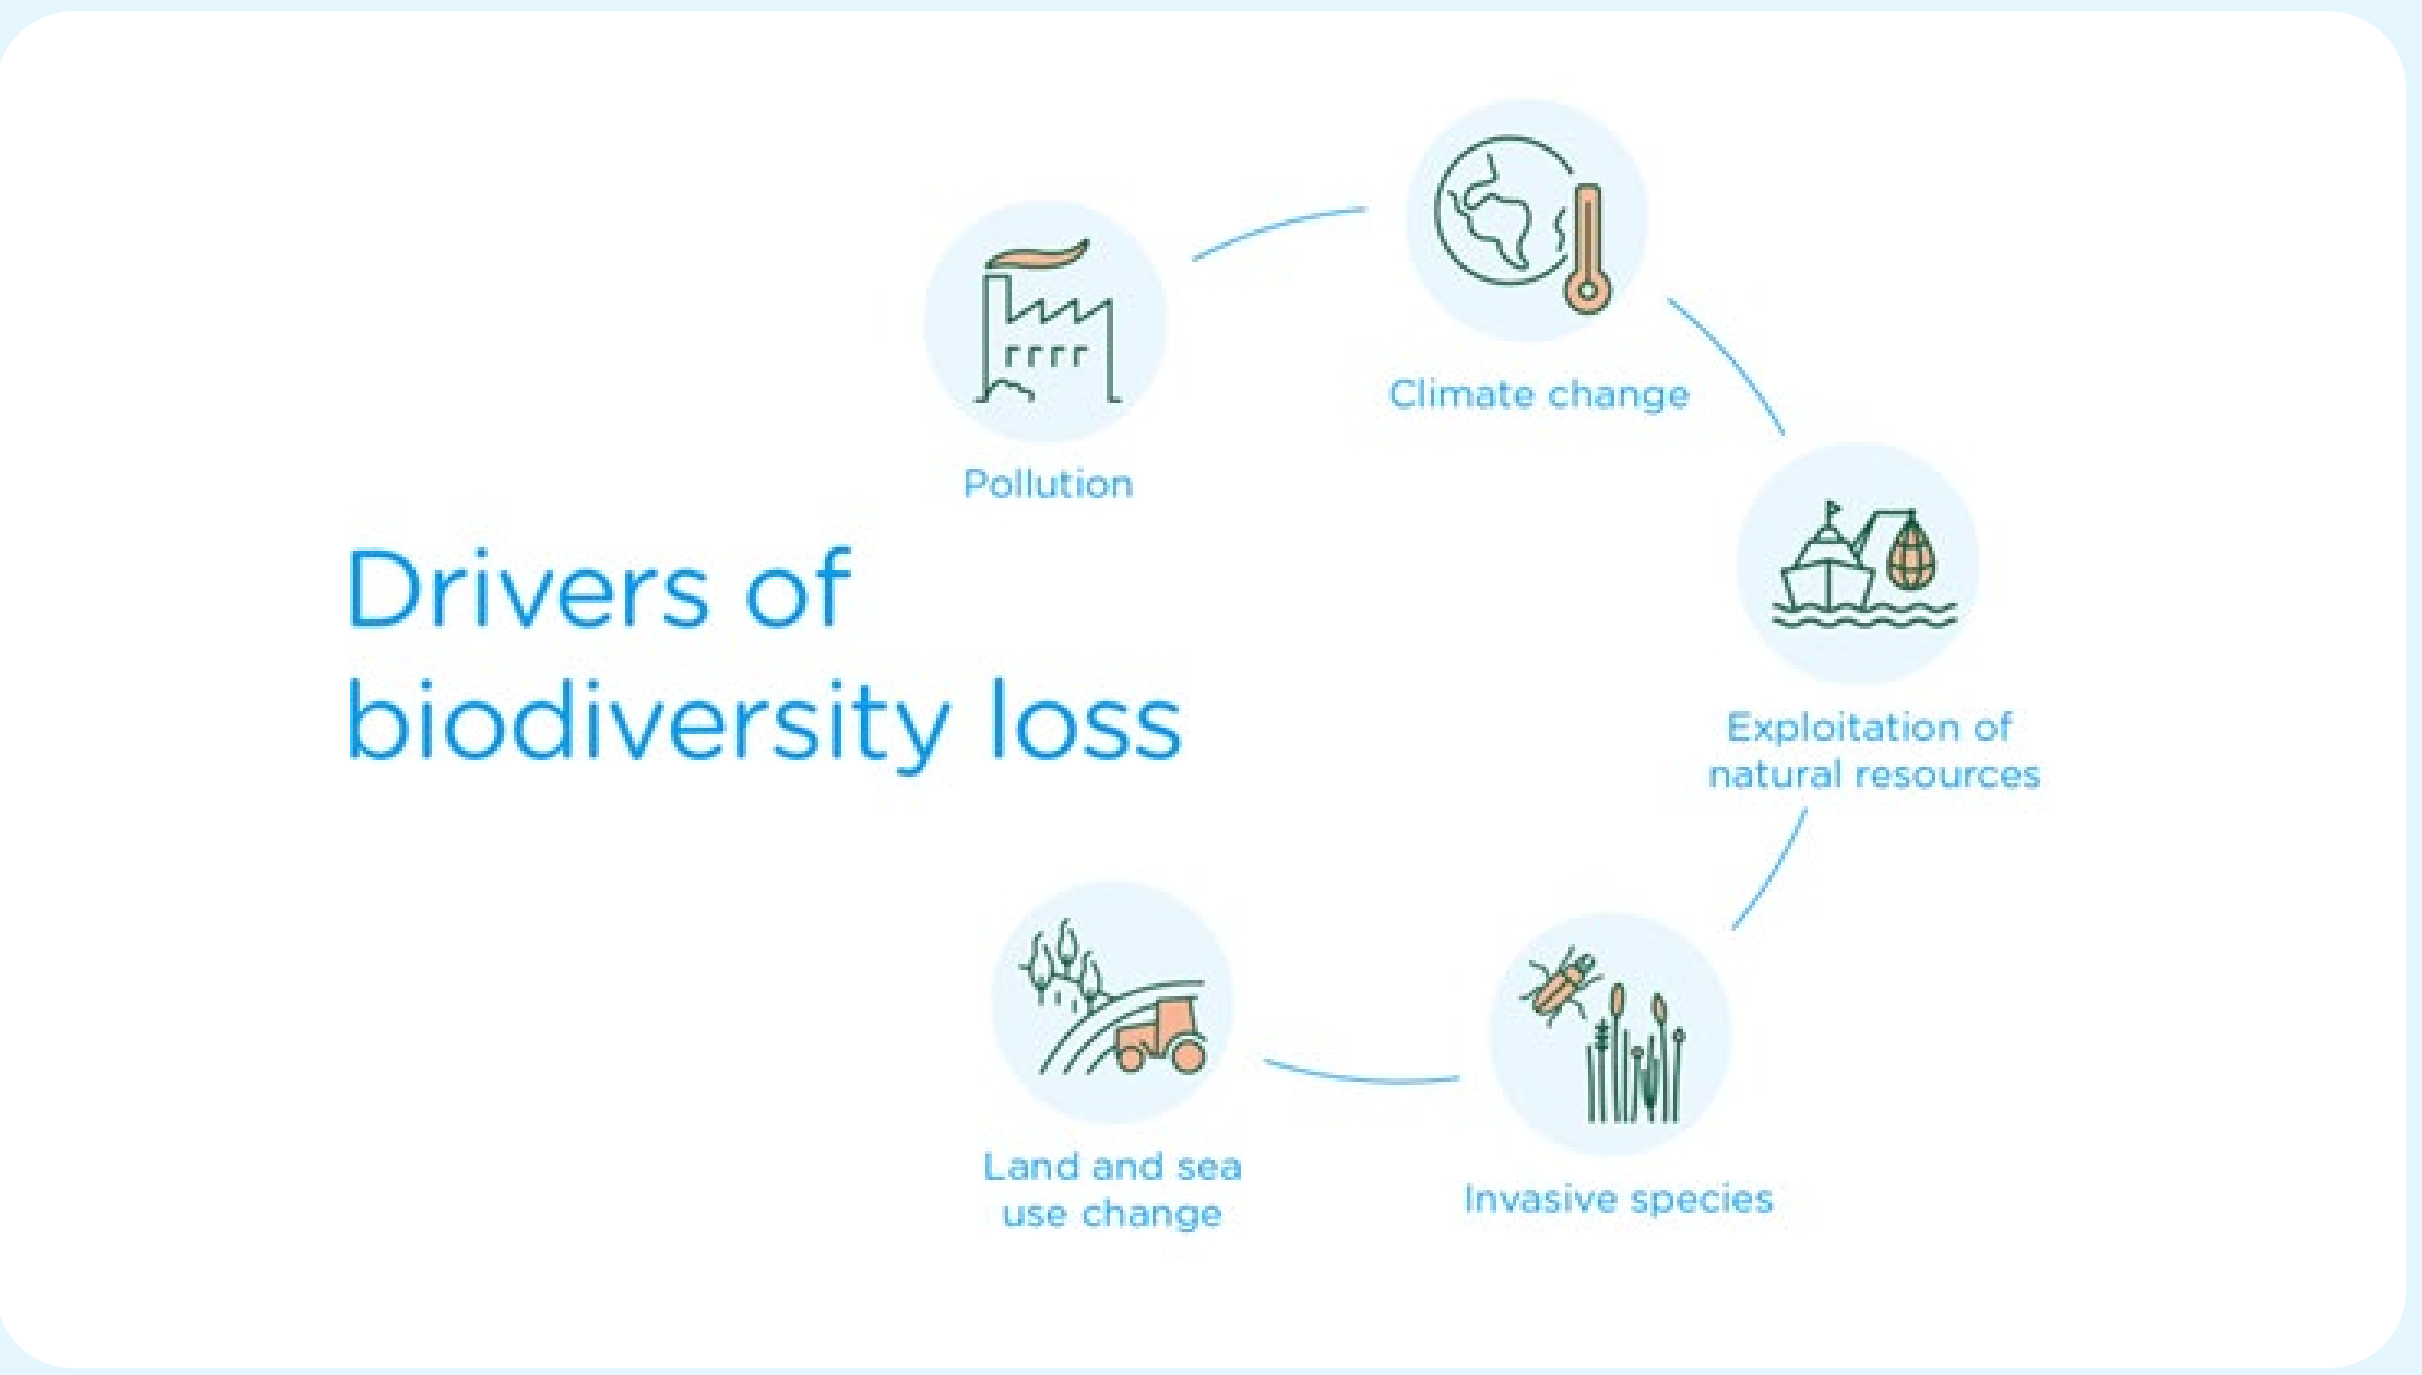 Drivers of
biodiversity loss
Pollution
Climate change
Exploitation of
natural resources
Invasive species
Land and sea
use change